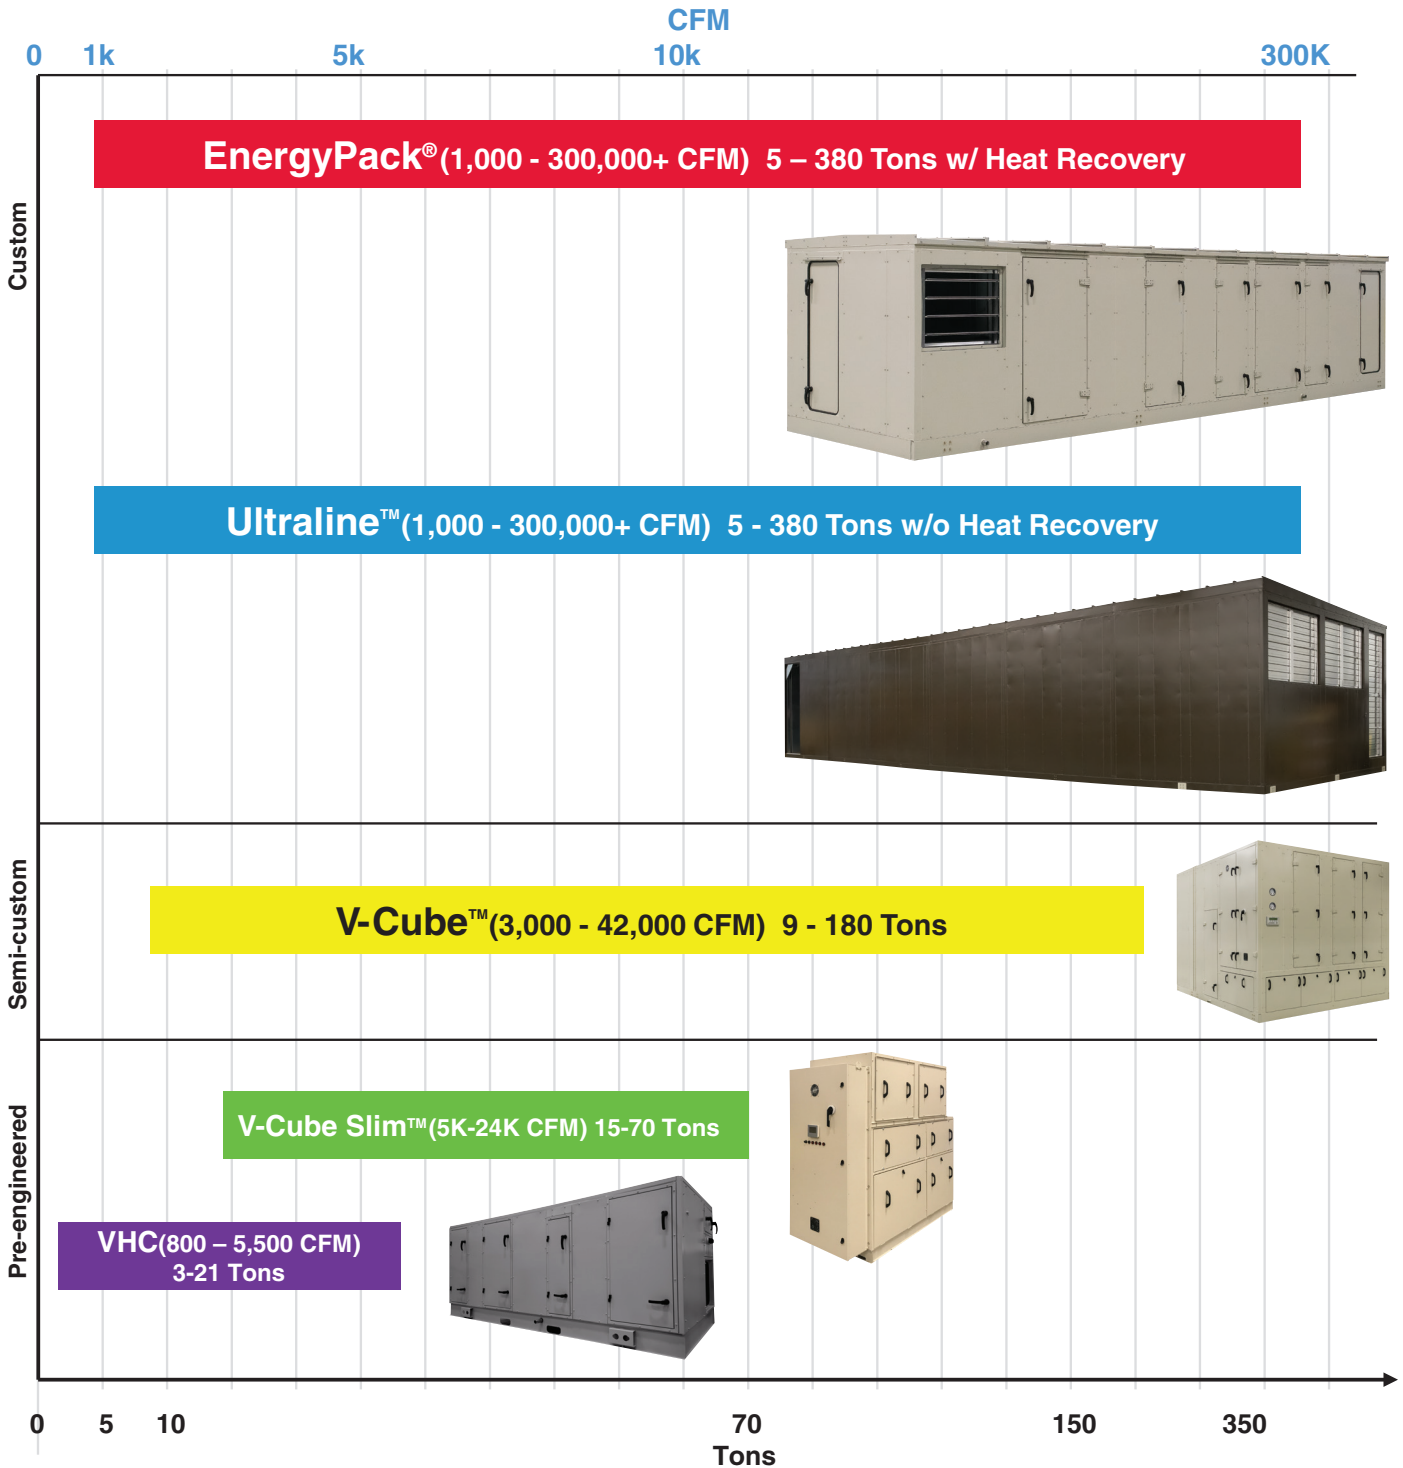 CFM
0 1k 5k 10k 300K
Custom
EnergyPack® (1,000 - 300,000+ CFM) 5 – 380 Tons w/ Heat Recovery
Ultraline™ (1,000 - 300,000+ CFM) 5 - 380 Tons w/o Heat Recovery
Semi-custom
V-Cube™ (3,000 - 42,000 CFM) 9 - 180 Tons
Pre-engineered
V-Cube Slim™ (5K-24K CFM) 15-70 Tons
VHC (800 – 5,500 CFM)
3-21 Tons
0 5 10 70 150 350
Tons